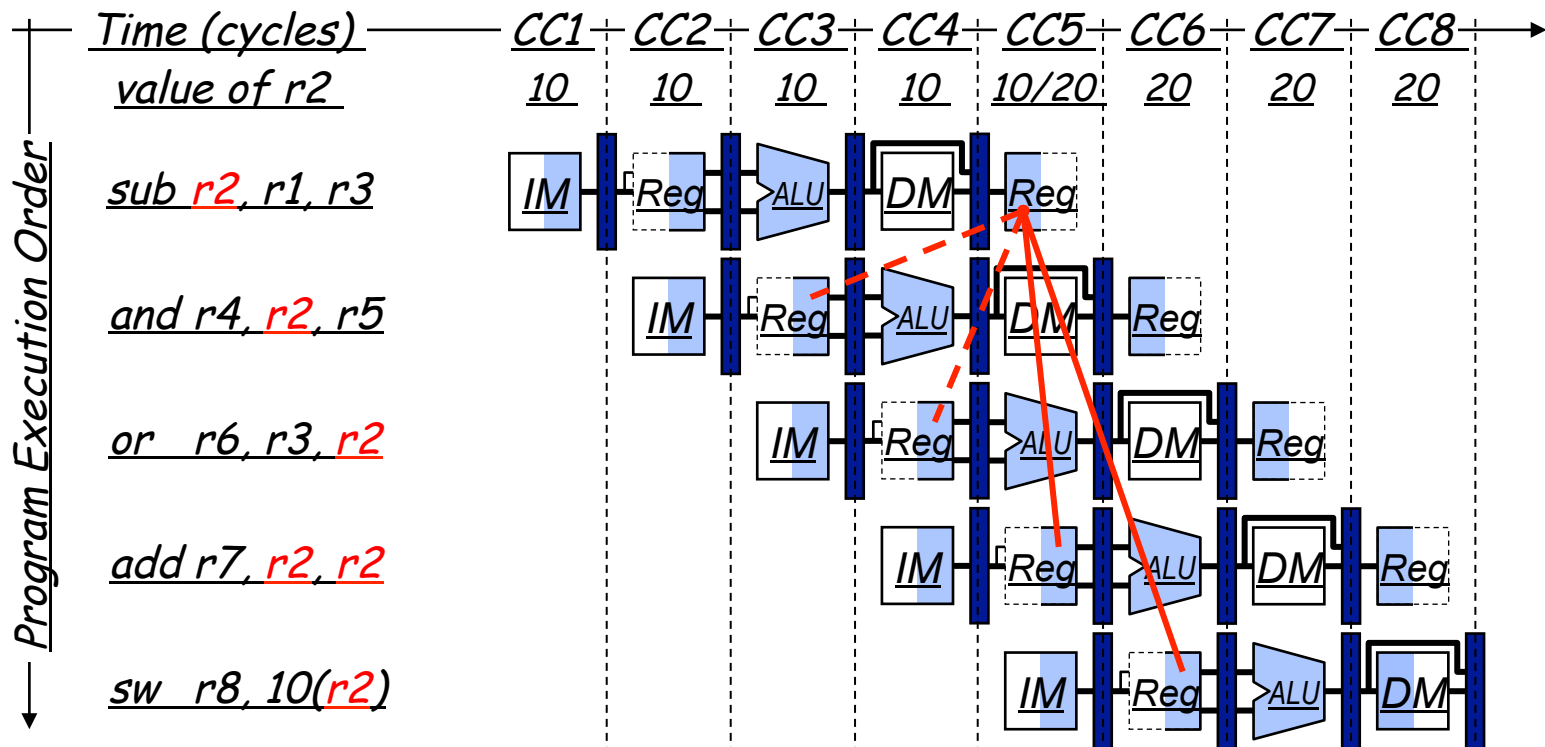 Time (cycles) CC1 CC2 CC3 CC4 CC5 CC6 CC7 CC8
value of r2 10 10 10 10 10/20 20 20 20
Program Execution Order
sub r2, r1, r3 IM Reg ALU DM Reg
and r4, r2, r5 IM Reg ALU DM Reg
or r6, r3, r2 IM Reg ALU DM Reg
add r7, r2, r2 IM Reg ALU DM Reg
sw r8, 10(r2) IM Reg ALU DM